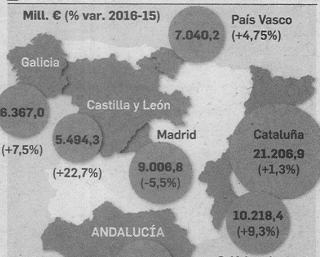 Mill. € (% var. 2016-15)
País Vasco
7.040,2
(+4,75%)
Galicia
Castilla y León
6.367,0
(+7,5%)
5.494,3
(+22,7%)
Madrid
9.006,8
(-5,5%)
Cataluña
21.206,9
(+1,3%)
10.218,4
(+9,3%)
ANDALUCÍA